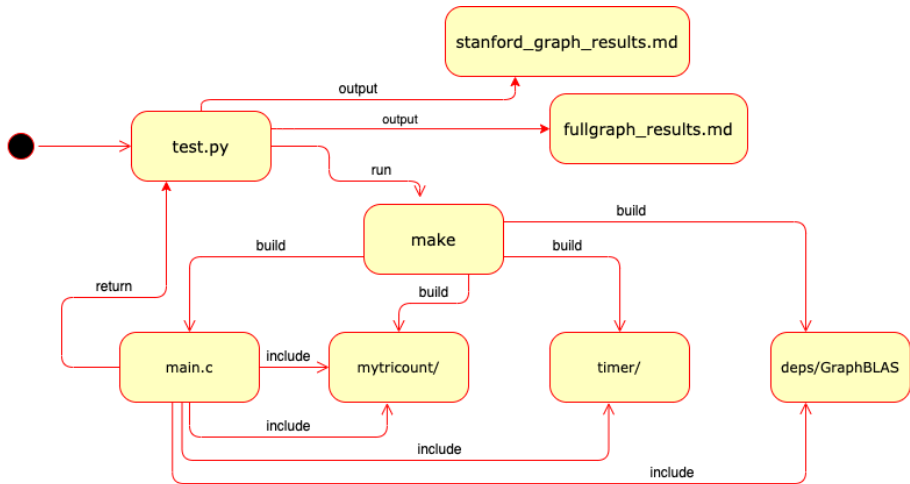 stanford_graph_results.md
output
output
fullgraph_results.md
test.py
run
build
make
build
build
build
return
main.c
include
mytricount/
timer/
deps/GraphBLAS
include
include
include